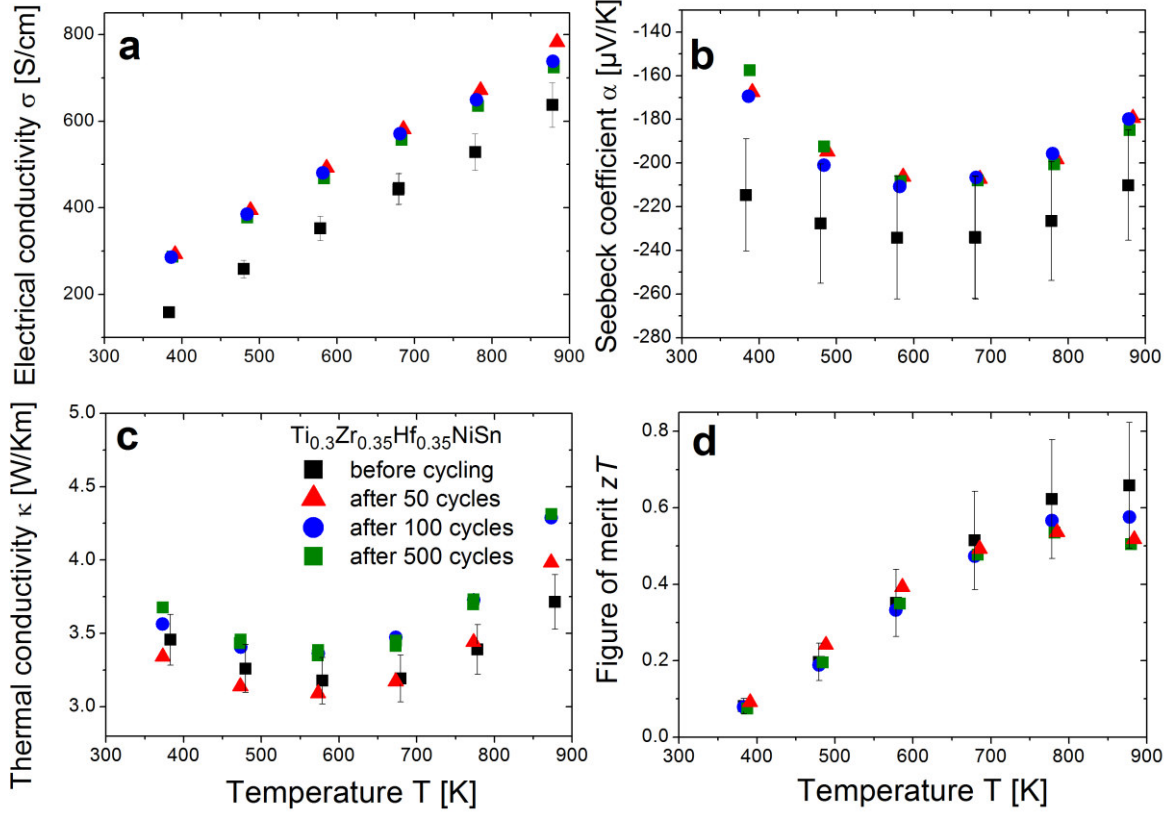 a
Electrical conductivity σ [S/cm]
800
600
400
200
300 400 500 600 700 800 900
b
Seebeck coefficient α [µV/K]
-140
-160
-180
-200
-220
-240
-260
-280
300 400 500 600 700 800 900
c
Thermal conductivity κ [W/Km]
5.0
4.5
4.0
3.5
3.0
Ti0.3Zr0.35Hf0.35NiSn
before cycling
after 50 cycles
after 100 cycles
after 500 cycles
300 400 500 600 700 800 900
Temperature T [K]
d
Figure of merit zT
0.8
0.6
0.4
0.2
0.0
300 400 500 600 700 800 900
Temperature T [K]